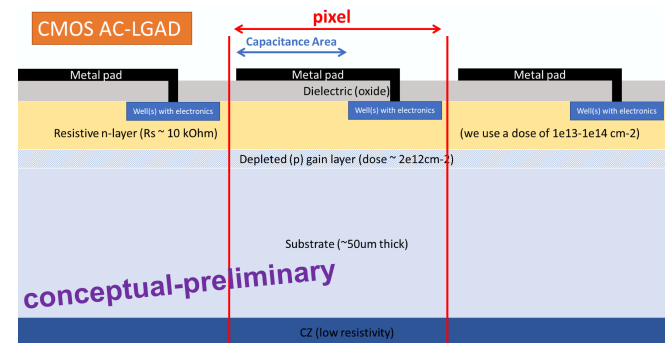 CMOS AC-LGAD
pixel
Capacitance Area
Metal pad Metal pad Metal pad
Dielectric (oxide)
Well(s) with electronics Well(s) with electronics Well(s) with electronics
Resistive n-layer (Rs ~ 10 kOhm) (we use a dose of 1e13-1e14 cm-2)
Depleted (p) gain layer (dose ~ 2e12cm-2)
Substrate (~50um thick)
conceptual-preliminary
CZ (low resistivity)